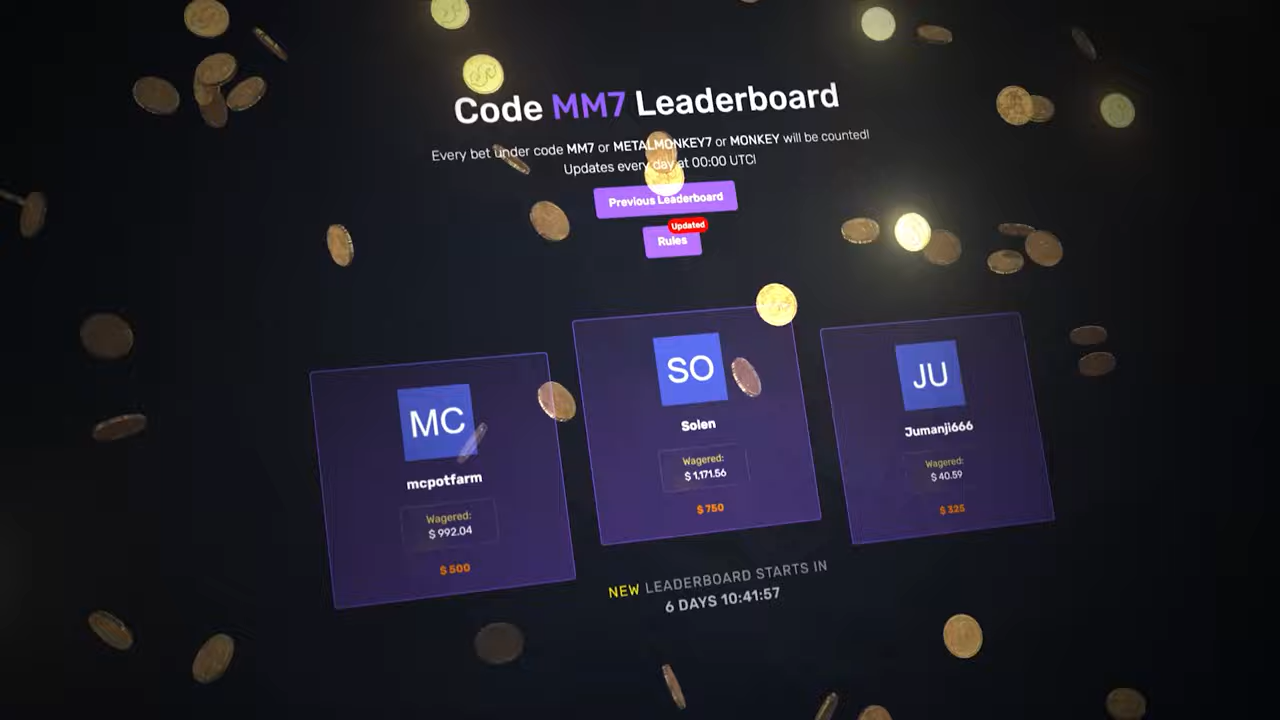 Code MM7 Leaderboard
Every bet under code MM7 or METALMONKEY7 or MONKEY will be counted!
Updates every day at 00:00 UTC!
Previous Leaderboard
Updated
Rules
MC
mcpotfarm
Wagered:
$ 992.04
$ 500
SO
Solen
Wagered:
$ 1,171.56
$ 750
JU
Jumanji666
Wagered:
$ 40.59
$ 325
NEW LEADERBOARD STARTS IN
6 DAYS 10:41:57